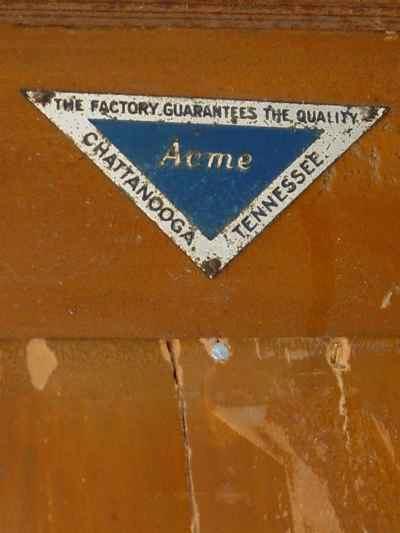 THE FACTORY GUARANTEES THE QUALITY
Acme
CHATTANOOGA.
TENNESSEE.